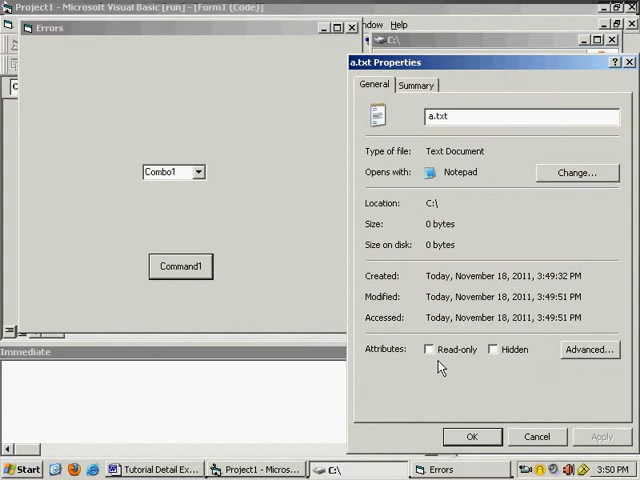 Project1 - Microsoft Visual Basic [run] - [Form1 (Code)]
Errors
Window Help
C:\
a.txt Properties
General
Summary
a.txt
Type of file: Text Document
Opens with: Notepad
Change...
Combo1
Location: C:\
Size: 0 bytes
Size on disk: 0 bytes
Command1
Created: Today, November 18, 2011, 3:49:32 PM
Modified: Today, November 18, 2011, 3:49:51 PM
Accessed: Today, November 18, 2011, 3:49:51 PM
Immediate
Attributes: Read-only Hidden Advanced...
OK Cancel Apply
Start Tutorial Detail Ex... Project1 - Micros... C:\ Errors 3:50 PM